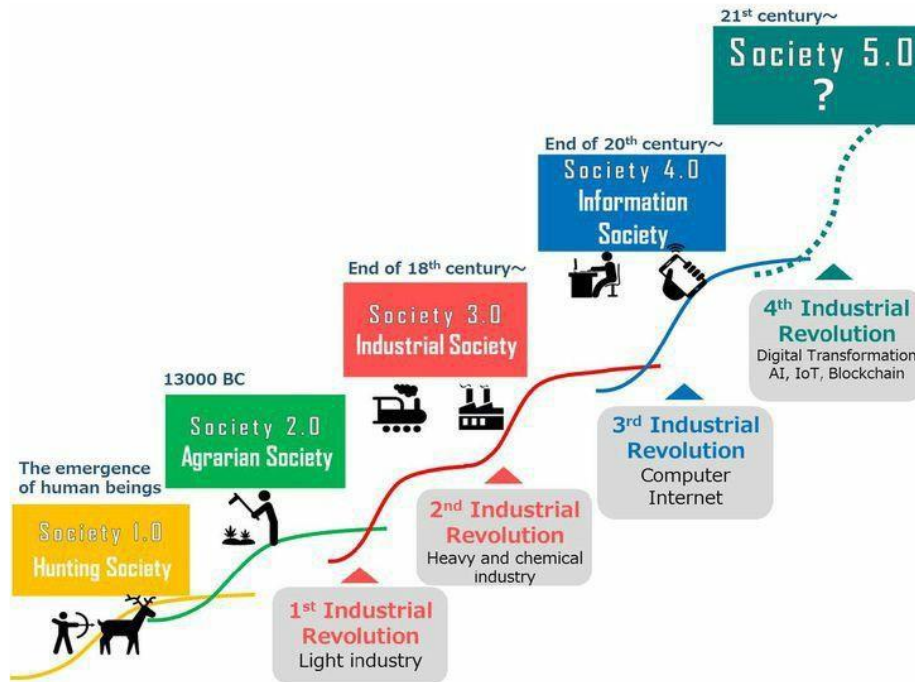 The emergence
of human beings
Society 1.0
Hunting Society
13000 BC
Society 2.0
Agrarian Society
End of 18th century~
Society 3.0
Industrial Society
End of 20th century~
Society 4.0
Information
Society
21st century~
Society 5.0
?
1st Industrial
Revolution
Light industry
2nd Industrial
Revolution
Heavy and chemical
industry
3rd Industrial
Revolution
Computer
Internet
4th Industrial
Revolution
Digital Transformation
AI, IoT, Blockchain